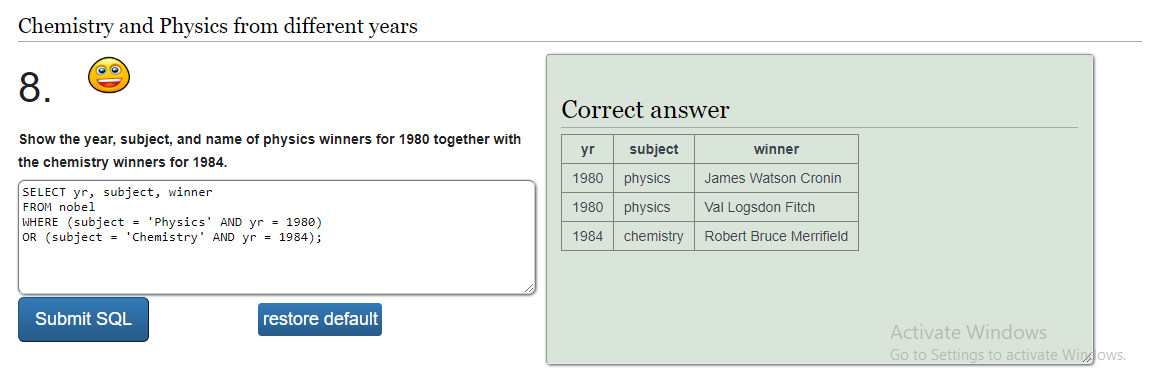 Chemistry and Physics from different years
8.
Show the year, subject, and name of physics winners for 1980 together with
the chemistry winners for 1984.
SELECT yr, subject, winner
FROM nobel
WHERE (subject = 'Physics' AND yr = 1980)
OR (subject = 'Chemistry' AND yr = 1984);
Submit SQL
restore default
Correct answer
yr subject winner
1980 physics James Watson Cronin
1980 physics Val Logsdon Fitch
1984 chemistry Robert Bruce Merrifield
Activate Windows
Go to Settings to activate Windows.